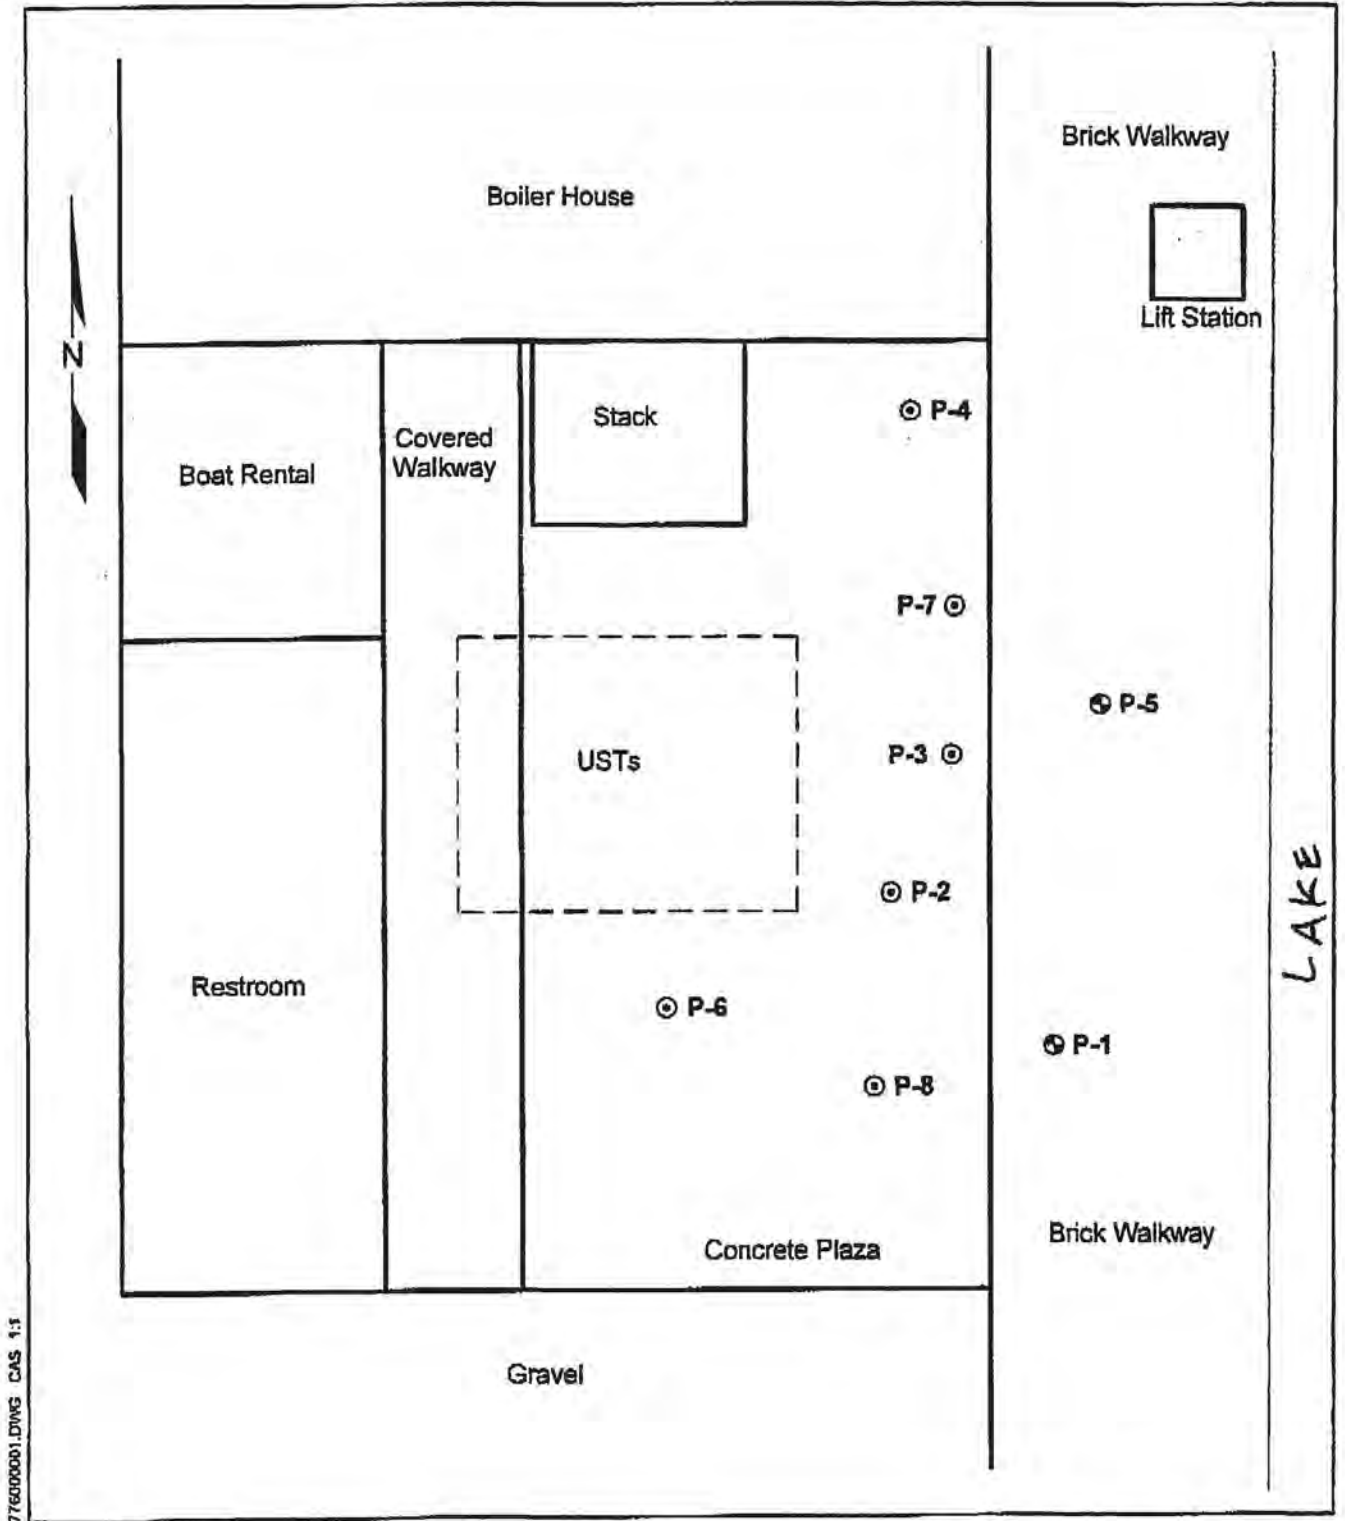 Brick Walkway
Boiler House
Lift Station
N
Stack
P-4
Covered
Walkway
Boat Rental
P-7
P-5
P-3
USTs
P-2
LAKE
Restroom
P-6
P-1
P-8
Brick Walkway
Concrete Plaza
Gravel
CAS 1:1